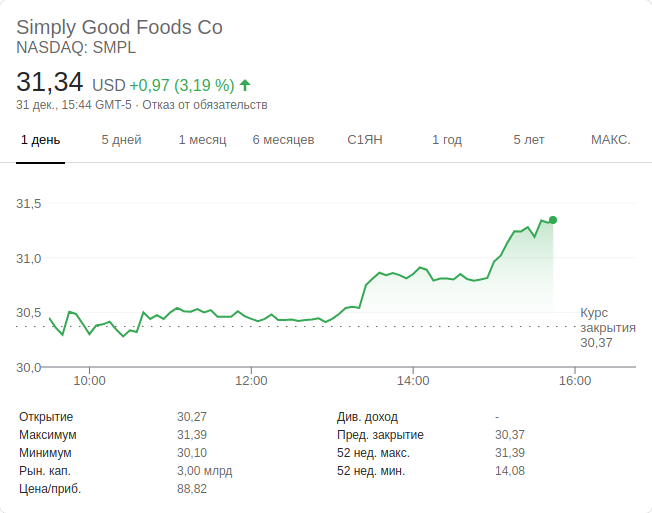 Simply Good Foods Co
NASDAQ: SMPL
31,34 USD +0,97 (3,19 %)
31 дек., 15:44 GMT-5 · Отказ от обязательств
1 день 5 дней 1 месяц 6 месяцев С1ЯН 1 год 5 лет МАКС.
31,5
31,0
30,5
30,0
Курс
закрытия
30,37
10:00 12:00 14:00 16:00
Открытие 30,27 Див. доход -
Максимум 31,39 Пред. закрытие 30,37
Минимум 30,10 52 нед. макс. 31,39
Рын. кап. 3,00 млрд 52 нед. мин. 14,08
Цена/приб. 88,82